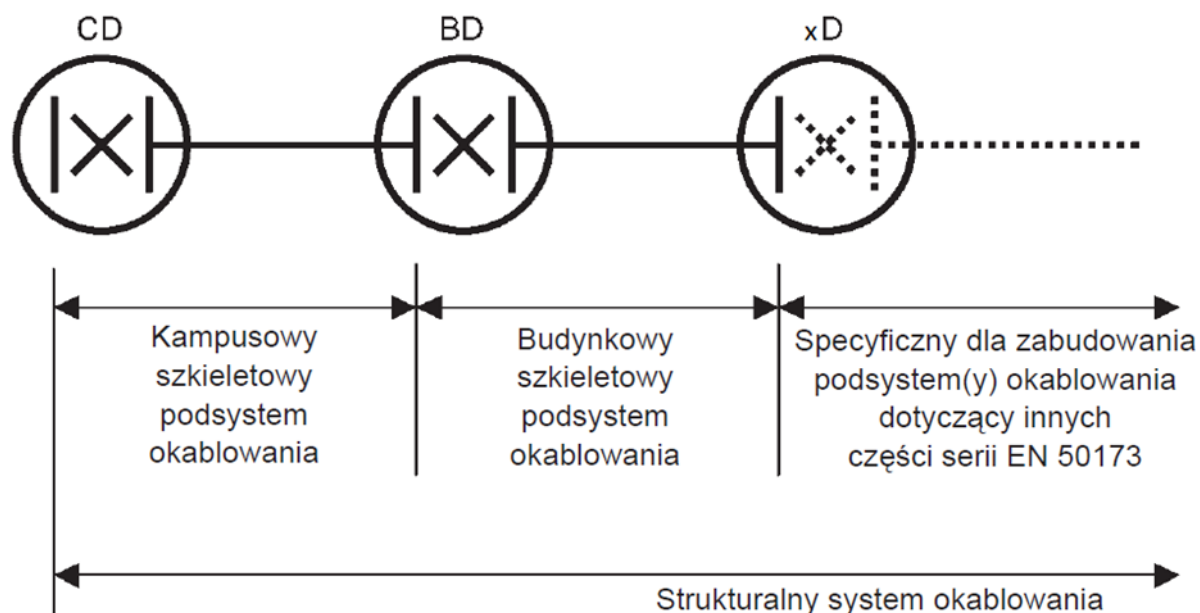 CD
BD
xD
Kampusowy
szkieletowy
podsystem
okablowania
Budynkowy
szkieletowy
podsystem
okablowania
Specyficzny dla zabudowania
podsystem(y) okablowania
dotyczący innych
części serii EN 50173
Strukturalny system okablowania